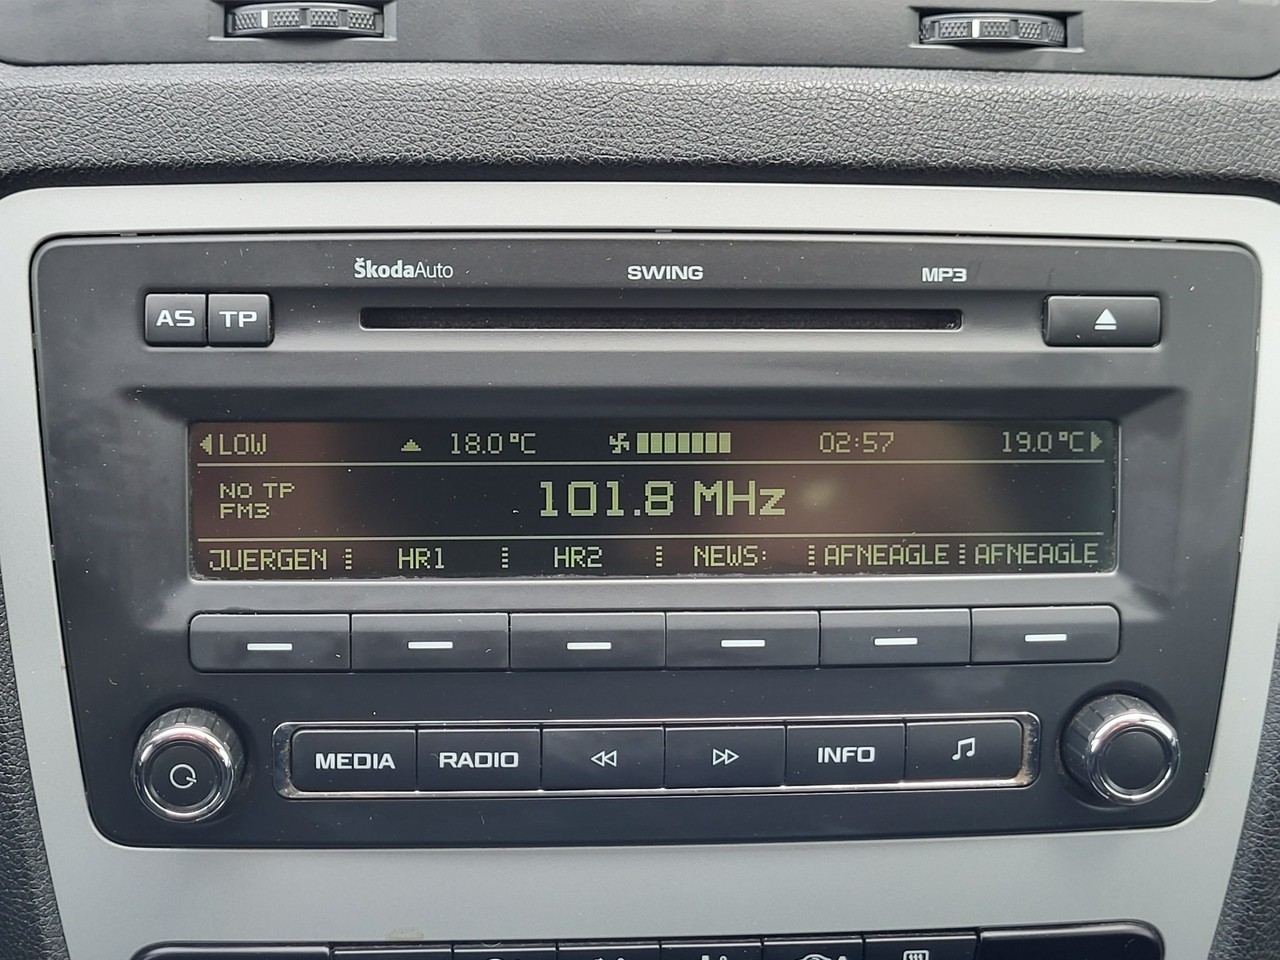 ŠkodaAuto SWING MP3
AS TP
LOW 18.0°C 02:57 19.0°C
NO TP
FM3
101.8 MHz
JUERGEN HR1 HR2 NEWS: AFNEAGLE AFNEAGLE
MEDIA RADIO INFO